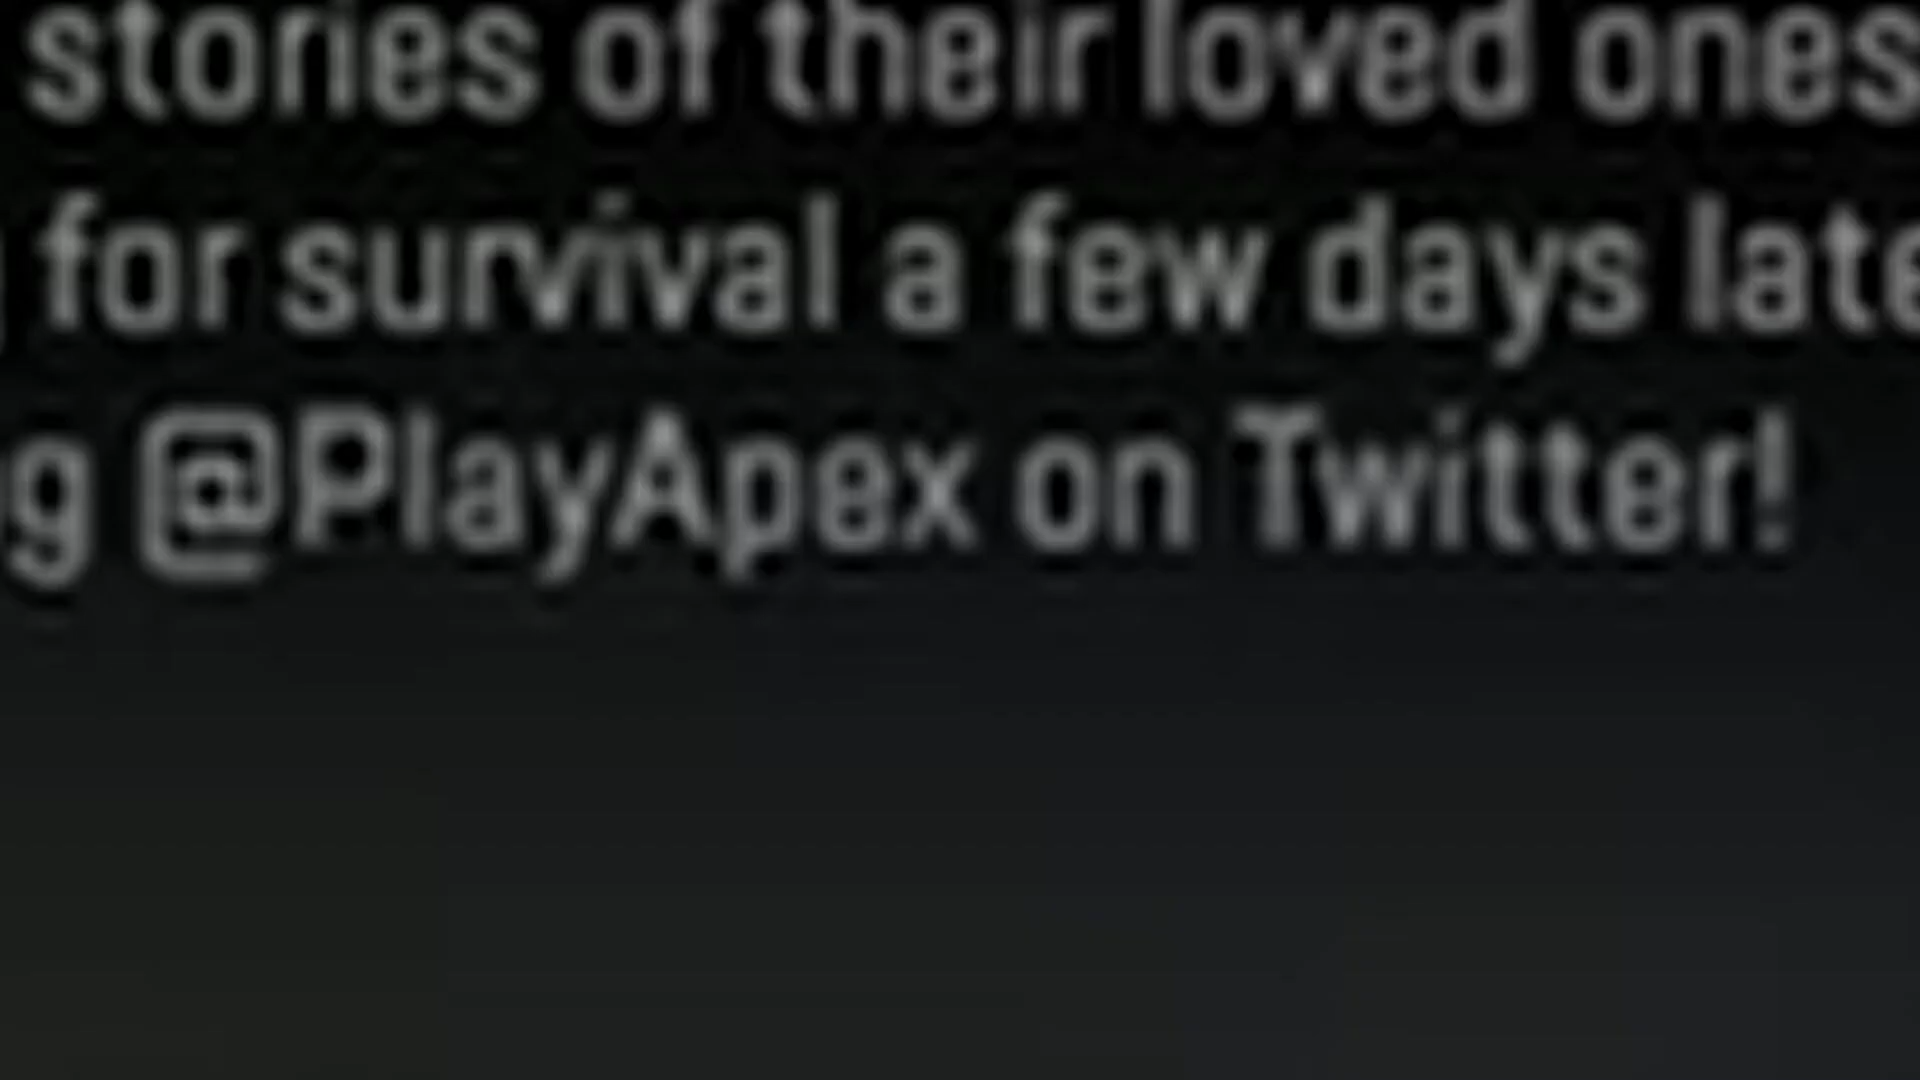 stories of their loved ones
for survival a few days late
g @PlayApex on Twitter!